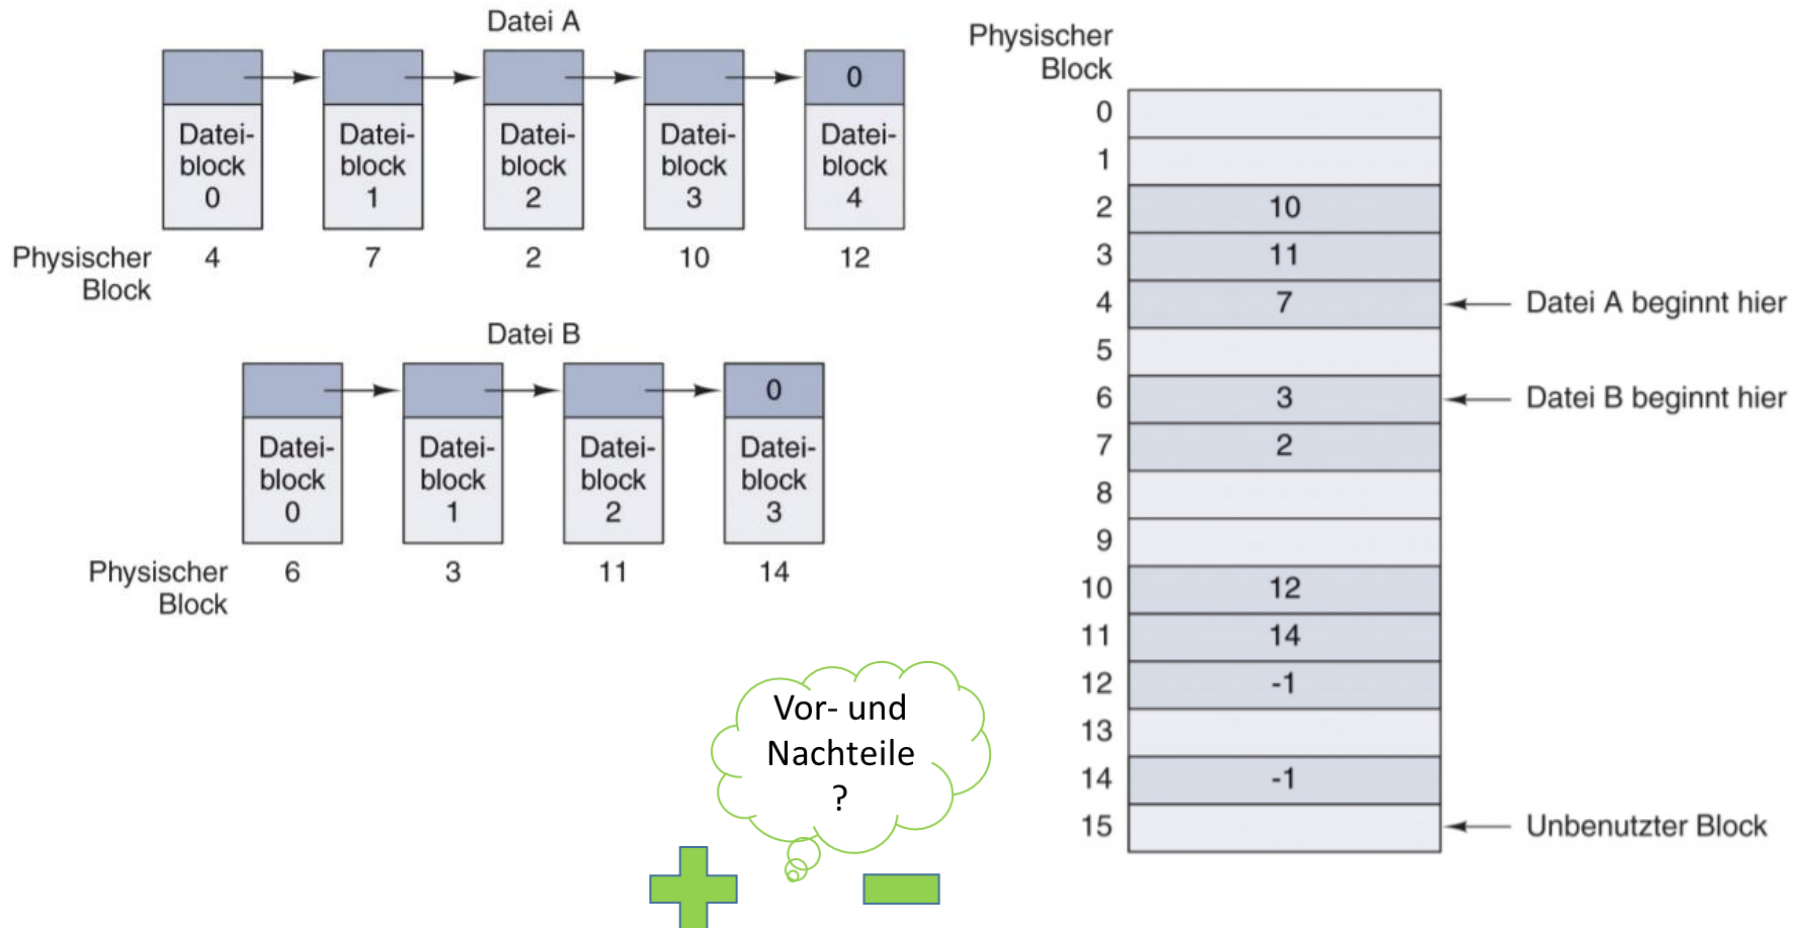 Datei A
0
Datei-
block
0
Datei-
block
1
Datei-
block
2
Datei-
block
3
Datei-
block
4
Physischer
Block
4 7 2 10 12
Datei B
0
Datei-
block
0
Datei-
block
1
Datei-
block
2
Datei-
block
3
Physischer
Block
6 3 11 14
Vor- und
Nachteile
?
Physischer
Block
0
1
2 10
3 11
4 7 Datei A beginnt hier
5
6 3 Datei B beginnt hier
7 2
8
9
10 12
11 14
12 -1
13
14 -1
15 Unbenutzter Block